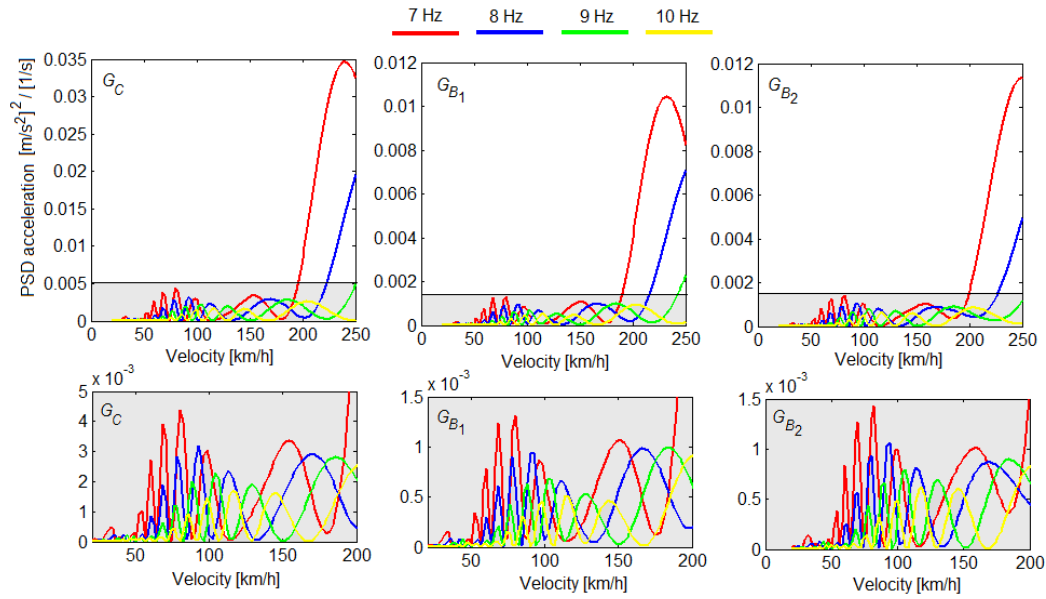 7 Hz 8 Hz 9 Hz 10 Hz
PSD acceleration [m/s²]² / [1/s]
G_C
0.035
0.03
0.025
0.02
0.015
0.01
0.005
0
0 50 100 150 200 250
Velocity [km/h]
G_B1
0.012
0.01
0.008
0.006
0.004
0.002
0
0 50 100 150 200 250
Velocity [km/h]
G_B2
0.012
0.01
0.008
0.006
0.004
0.002
0
0 50 100 150 200 250
Velocity [km/h]
x 10⁻³
G_C
5
4
3
2
1
0
50 100 150 200
Velocity [km/h]
x 10⁻³
G_B1
1.5
1
0.5
0
50 100 150 200
Velocity [km/h]
x 10⁻³
G_B2
1.5
1
0.5
0
0 50 100 150 200
Velocity [km/h]